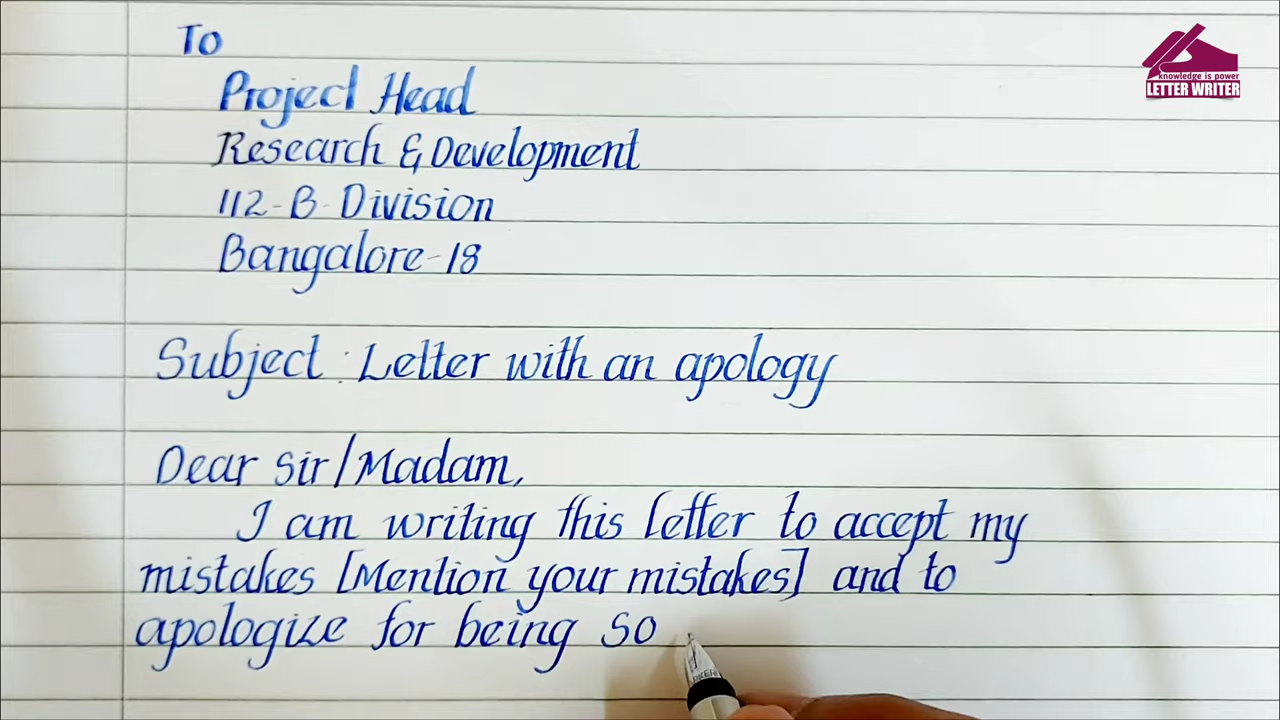 To
Project Head
Research & Development
112-B-Division
Bangalore-18
Subject : Letter with an apology
Dear Sir/Madam,
I am writing this letter to accept my
mistakes [Mention your mistakes] and to
apologize for being so
knowledge is power
LETTER WRITER